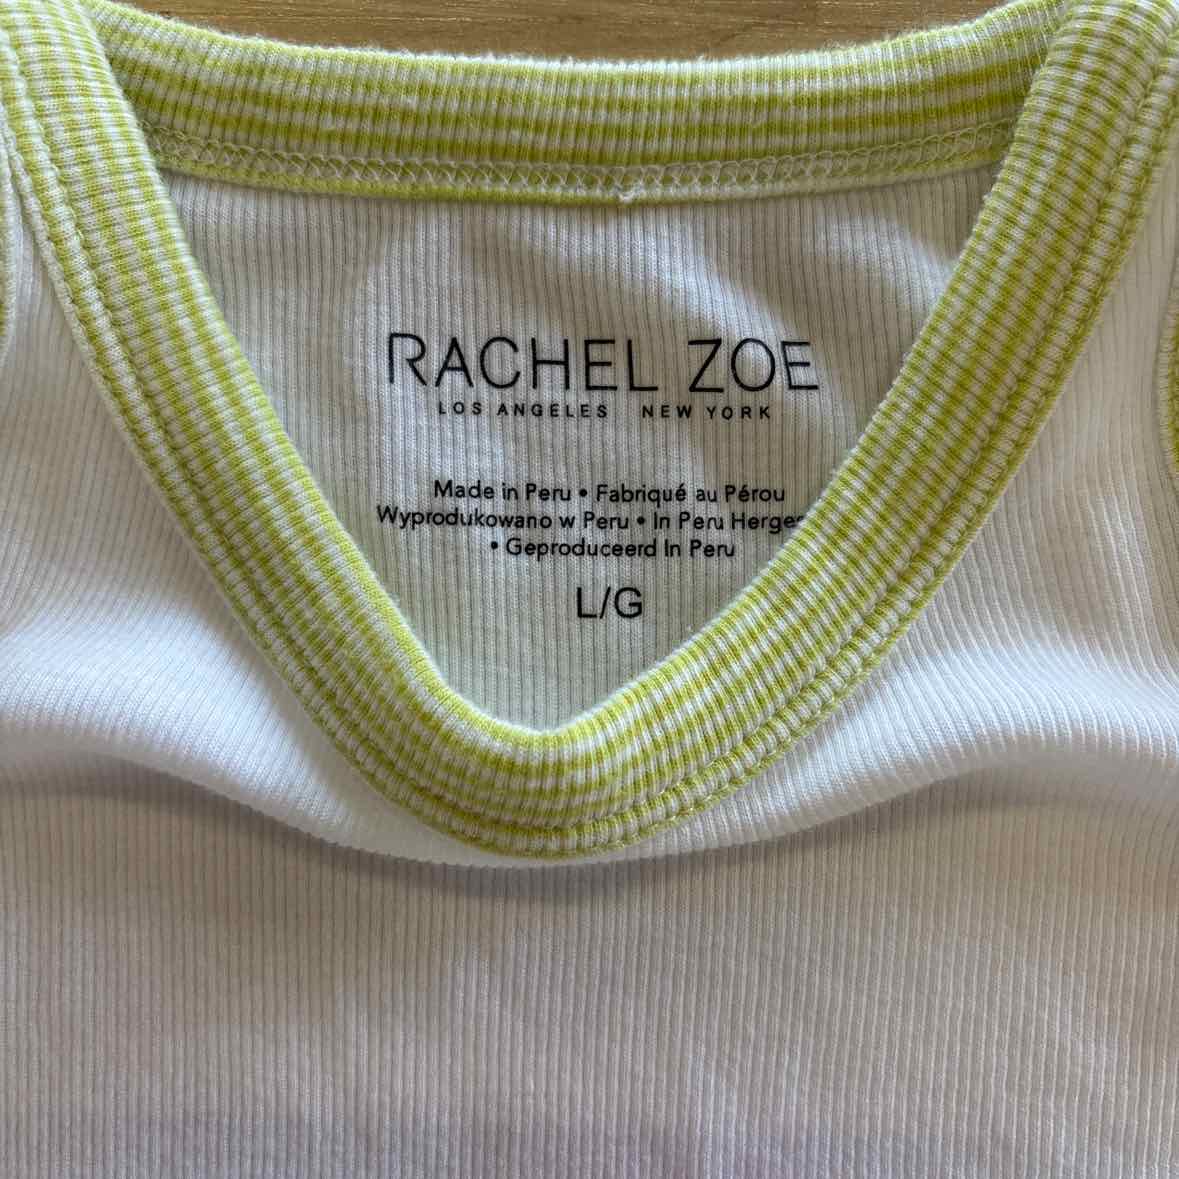 RACHEL ZOE
LOS ANGELES NEW YORK
Made in Peru • Fabriqué au Pérou
Wyprodukowano w Peru • In Peru
• Geproduceerd In Peru
L/G